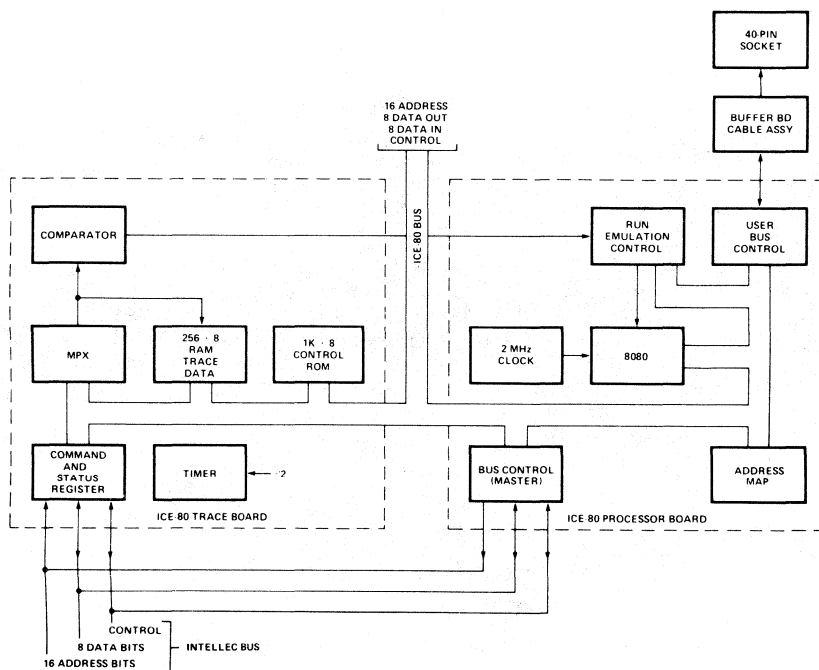 40-PIN
SOCKET
BUFFER BD
CABLE ASSY
16 ADDRESS
8 DATA OUT
8 DATA IN
CONTROL
ICE-80 BUS
COMPARATOR
RUN
EMULATION
CONTROL
USER
BUS
CONTROL
MPX
256 · 8
RAM
TRACE
DATA
1K · 8
CONTROL
ROM
2 MHz
CLOCK
8080
COMMAND
AND
STATUS
REGISTER
TIMER
2
BUS CONTROL
(MASTER)
ADDRESS
MAP
ICE-80 TRACE BOARD
ICE-80 PROCESSOR BOARD
CONTROL
8 DATA BITS
16 ADDRESS BITS
INTELLEC BUS